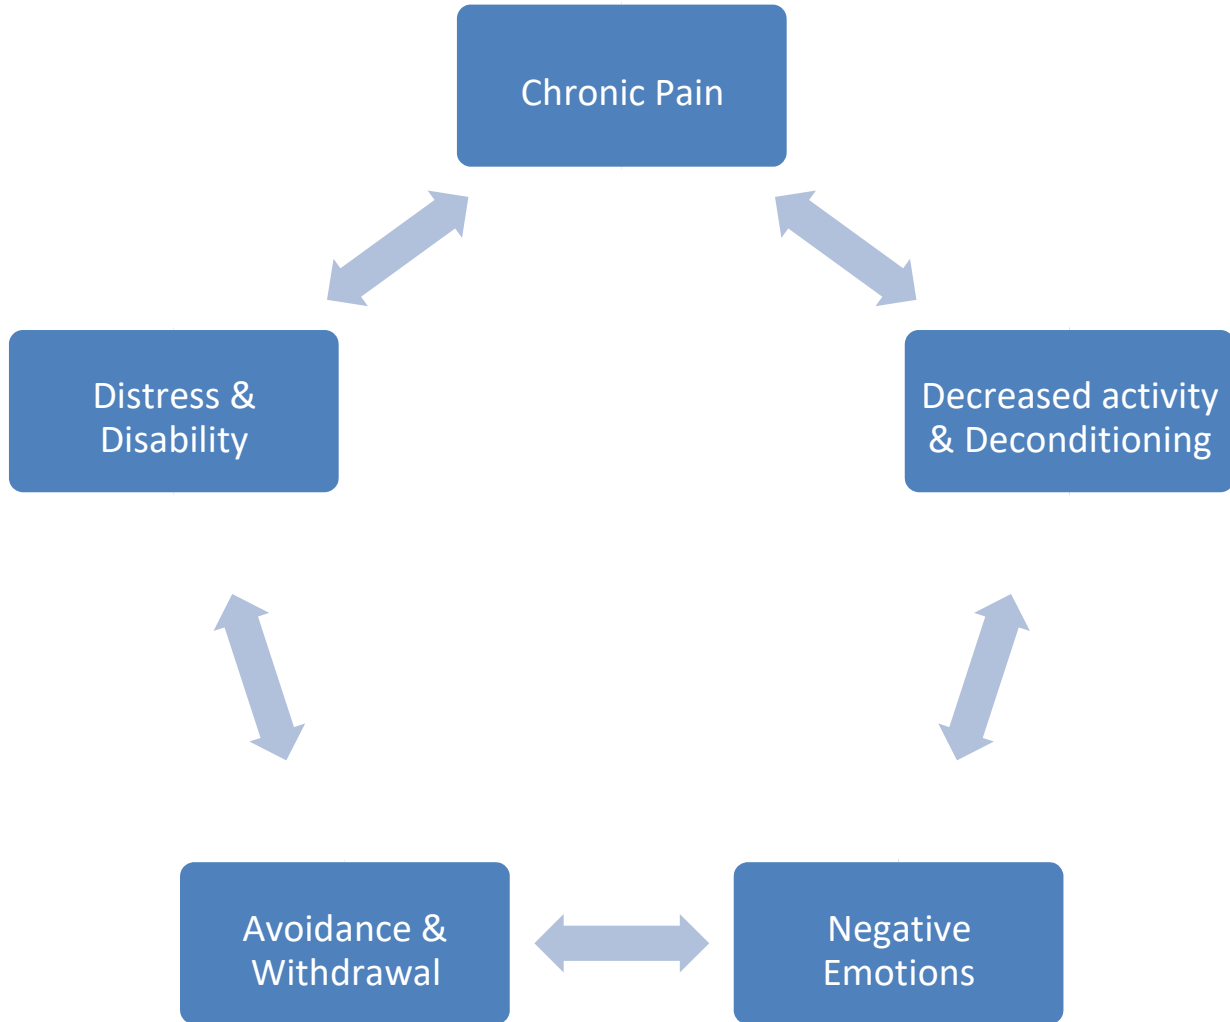 Chronic Pain
Distress &
Disability
Decreased activity
& Deconditioning
Avoidance &
Withdrawal
Negative
Emotions